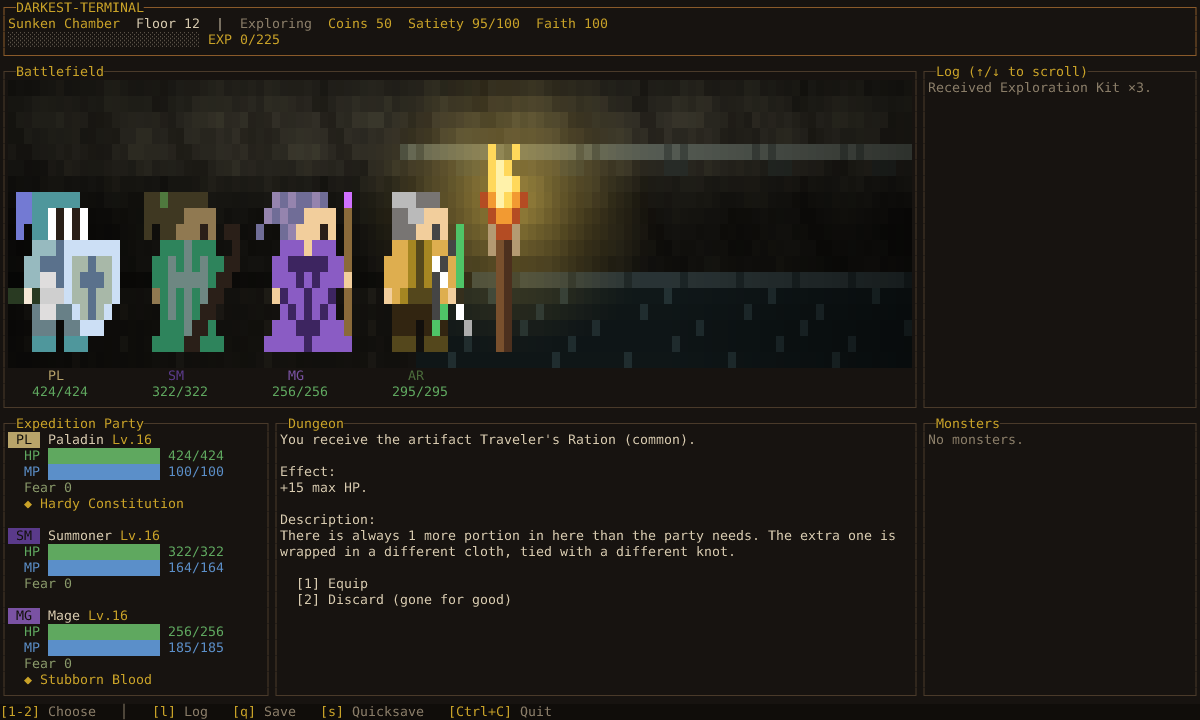 DARKEST-TERMINAL
Sunken Chamber  Floor 12  |  Exploring  Coins 50  Satiety 95/100  Faith 100
EXP 0/225
Battlefield
PL SM MG AR
424/424 322/322 256/256 295/295
Log (↑/↓ to scroll)
Received Exploration Kit ×3.
Expedition Party
PL Paladin Lv.16
HP 424/424
MP 100/100
Fear 0
◆ Hardy Constitution
SM Summoner Lv.16
HP 322/322
MP 164/164
Fear 0
MG Mage Lv.16
HP 256/256
MP 185/185
Fear 0
◆ Stubborn Blood
Dungeon
You receive the artifact Traveler's Ration (common).
Effect:
+15 max HP.
Description:
There is always 1 more portion in here than the party needs. The extra one is
wrapped in a different cloth, tied with a different knot.
[1] Equip
[2] Discard (gone for good)
Monsters
No monsters.
[1-2] Choose │ [l] Log [q] Save [s] Quicksave [Ctrl+C] Quit